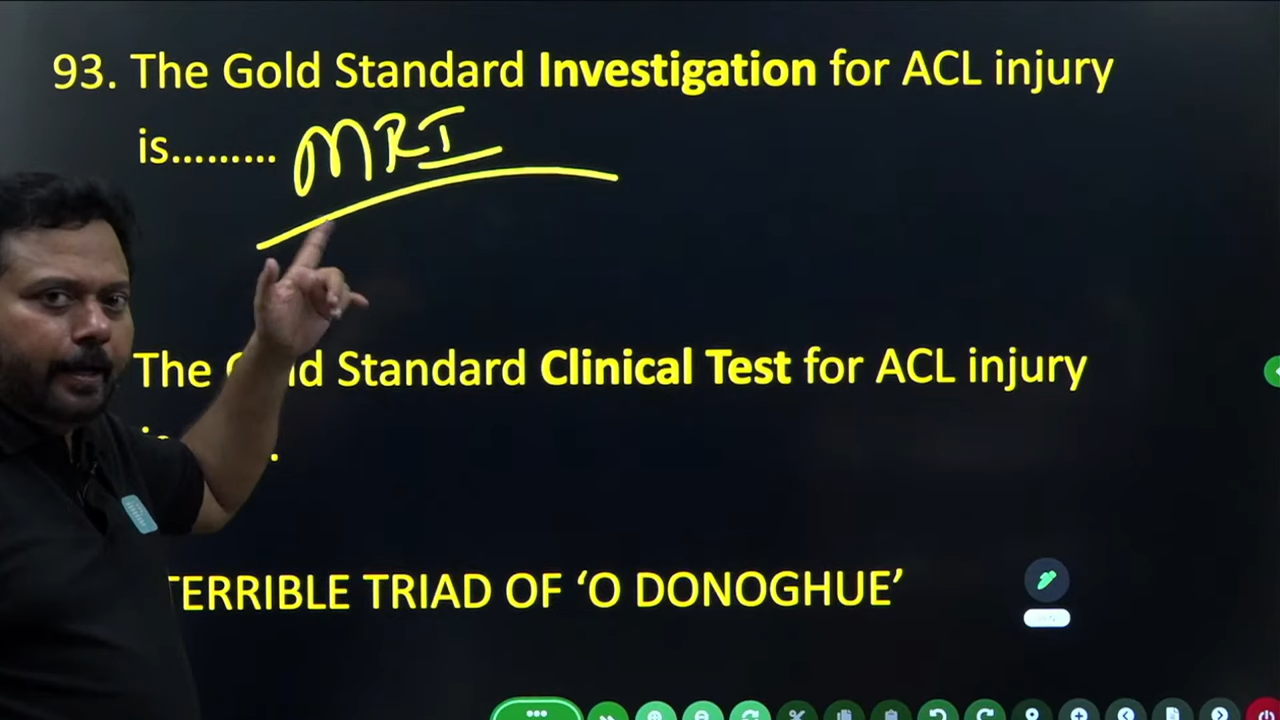 93. The Gold Standard Investigation for ACL injury
is......... MRI
The Gold Standard Clinical Test for ACL injury
TERRIBLE TRIAD OF ‘O DONOGHUE’